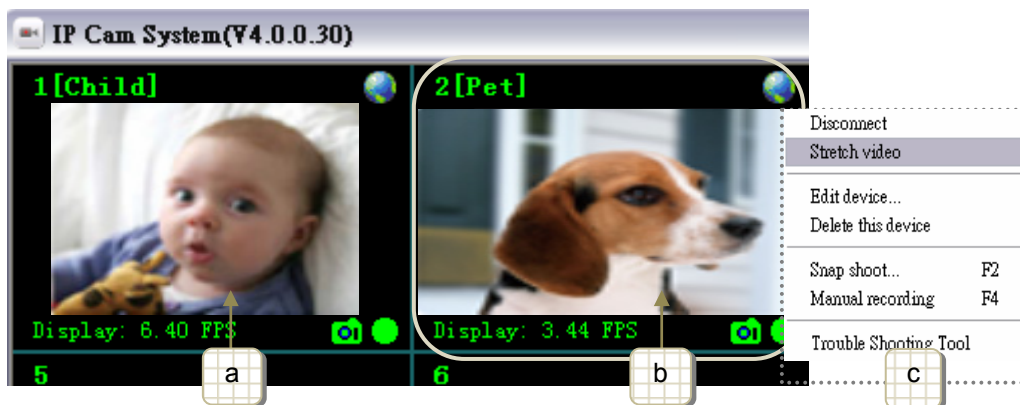 IP Cam System(V4.0.0.30)
1[Child]
2[Pet]
Disconnect
Stretch video
Edit device...
Delete this device
Snap shoot... F2
Manual recording F4
Trouble Shooting Tool
Display: 6.40 FPS
Display: 3.44 FPS
5
6
a
b
c